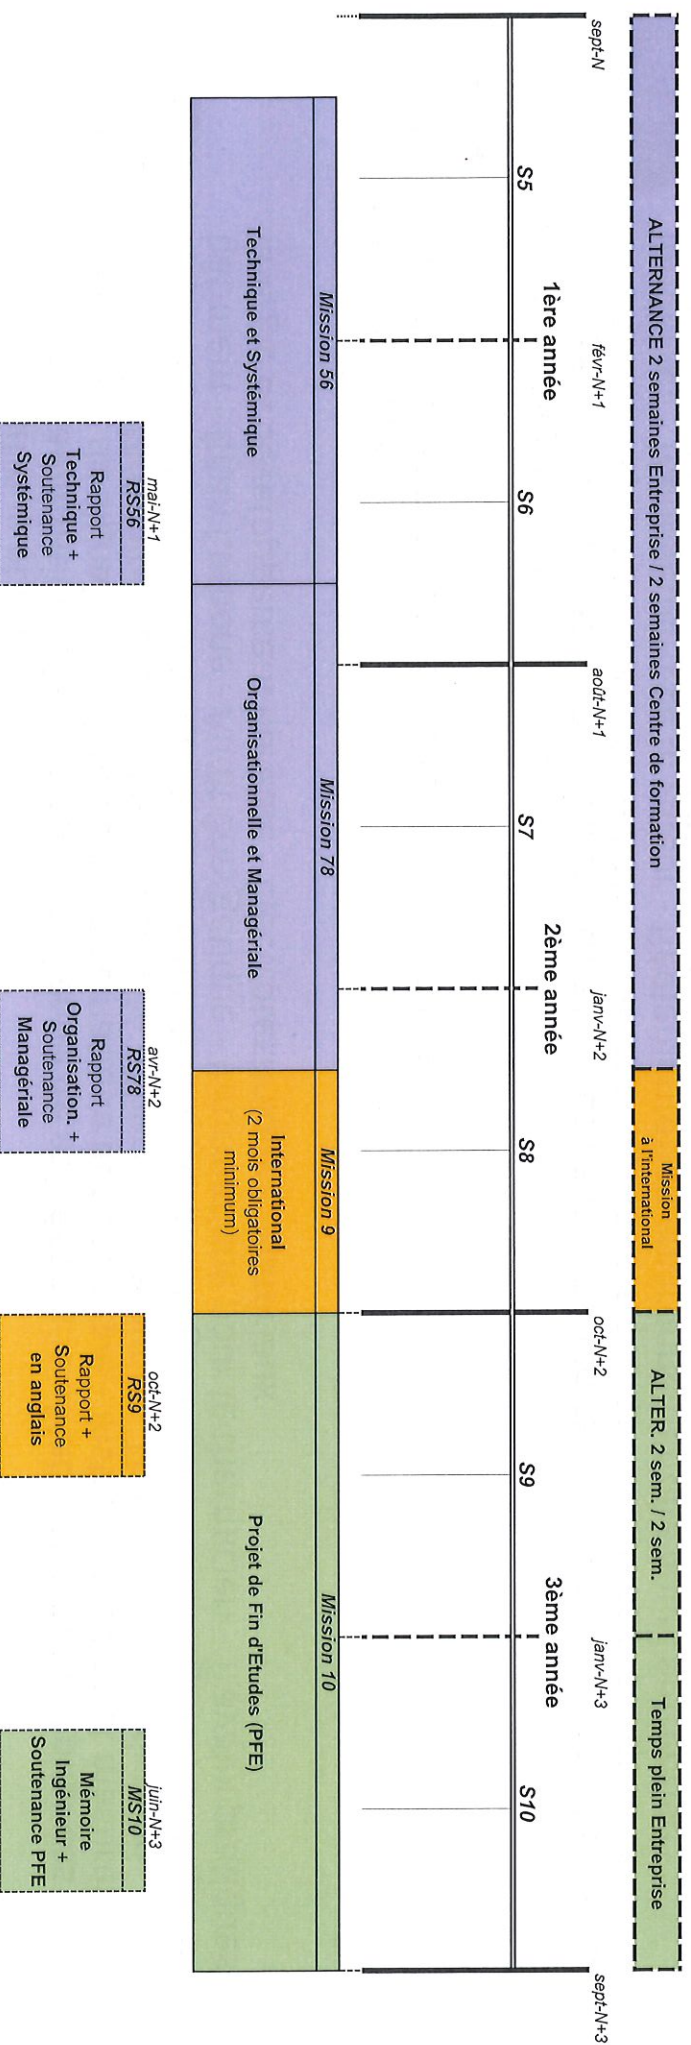 ALTERNANCE 2 semaines Entreprise / 2 semaines Centre de formation
Mission
à l'international
ALTER. 2 sem. / 2 sem.
Temps plein Entreprise
sept-N
févr-N+1
août-N+1
janv-N+2
oct-N+2
janv-N+3
sept-N+3
1ère année
2ème année
3ème année
S5
S6
S7
S8
S9
S10
Mission 56
Technique et Systémique
Mission 78
Organisationnelle et Managériale
Mission 9
International
(2 mois obligatoires
minimum)
Mission 10
Projet de Fin d'Etudes (PFE)
mai-N+1
RS56
Rapport
Technique +
Soutenance
Systémique
avr-N+2
RS78
Rapport
Organisation. +
Soutenance
Managériale
oct-N+2
RS9
Rapport +
Soutenance
en anglais
juin-N+3
MS10
Mémoire
Ingénieur +
Soutenance PFE